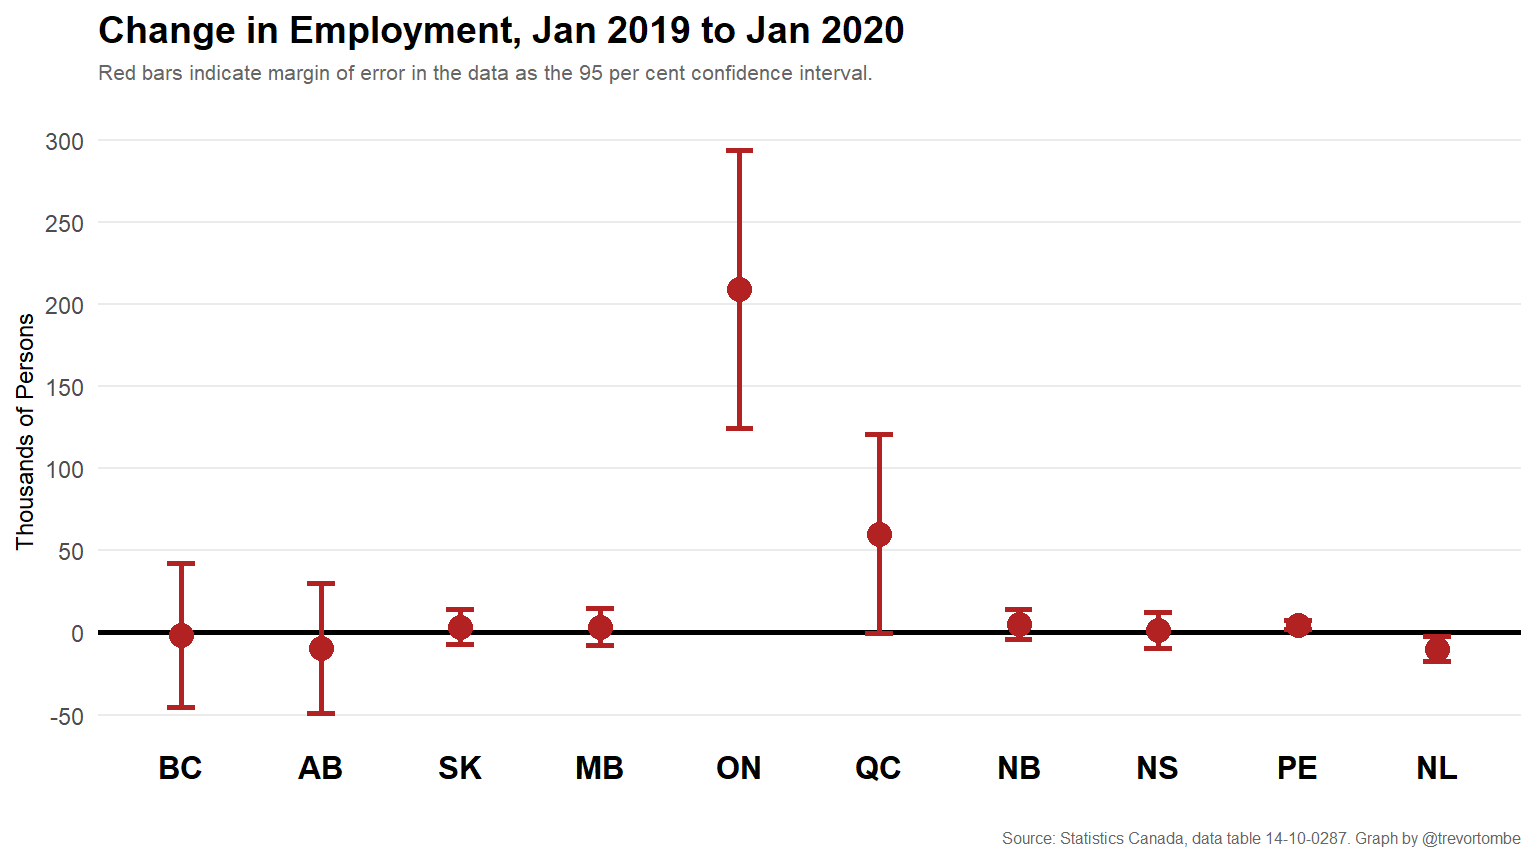 Change in Employment, Jan 2019 to Jan 2020
Red bars indicate margin of error in the data as the 95 per cent confidence interval.
Thousands of Persons
300
250
200
150
100
50
0
-50
BC AB SK MB ON QC NB NS PE NL
Source: Statistics Canada, data table 14-10-0287. Graph by @trevortombe